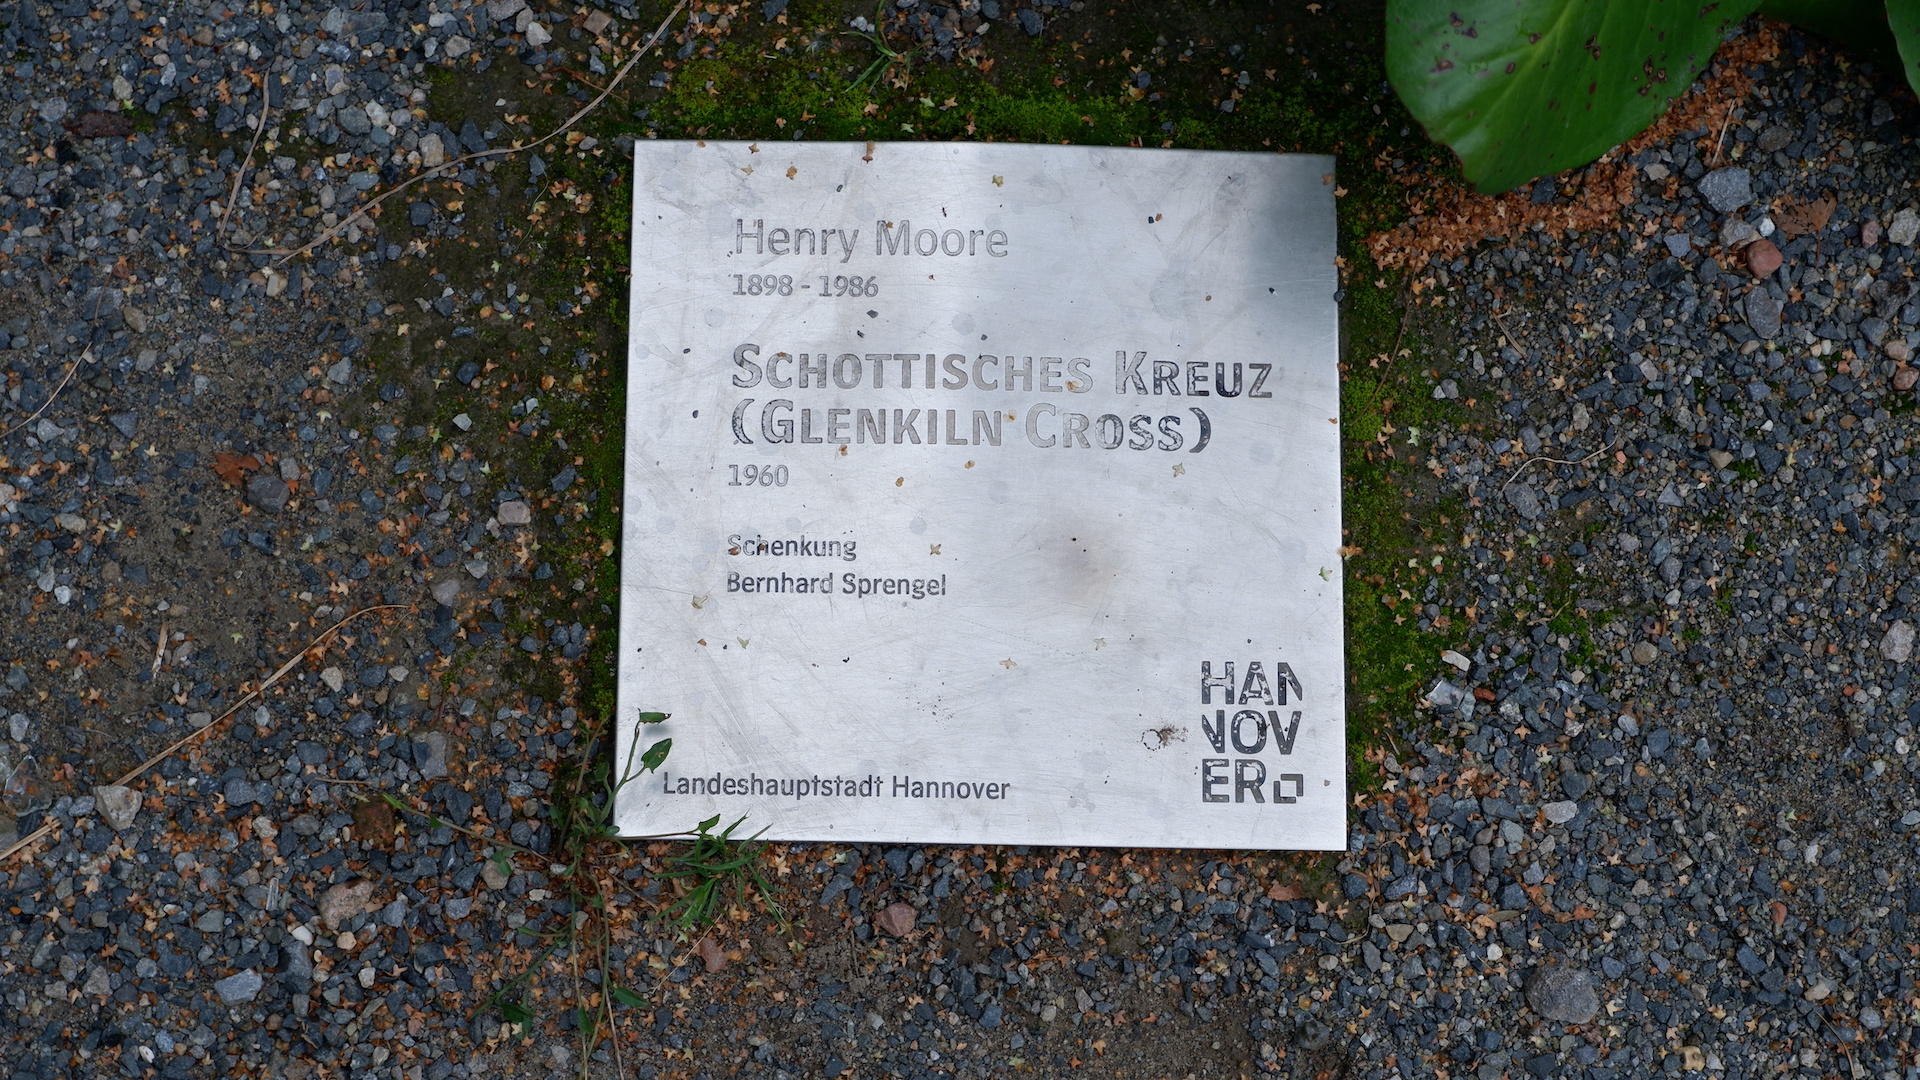 Henry Moore
1898 - 1986
SCHOTTISCHES KREUZ
(GLENKILN CROSS)
1960
Schenkung
Bernhard Sprengel
Landeshauptstadt Hannover
HAN
NOV
ER